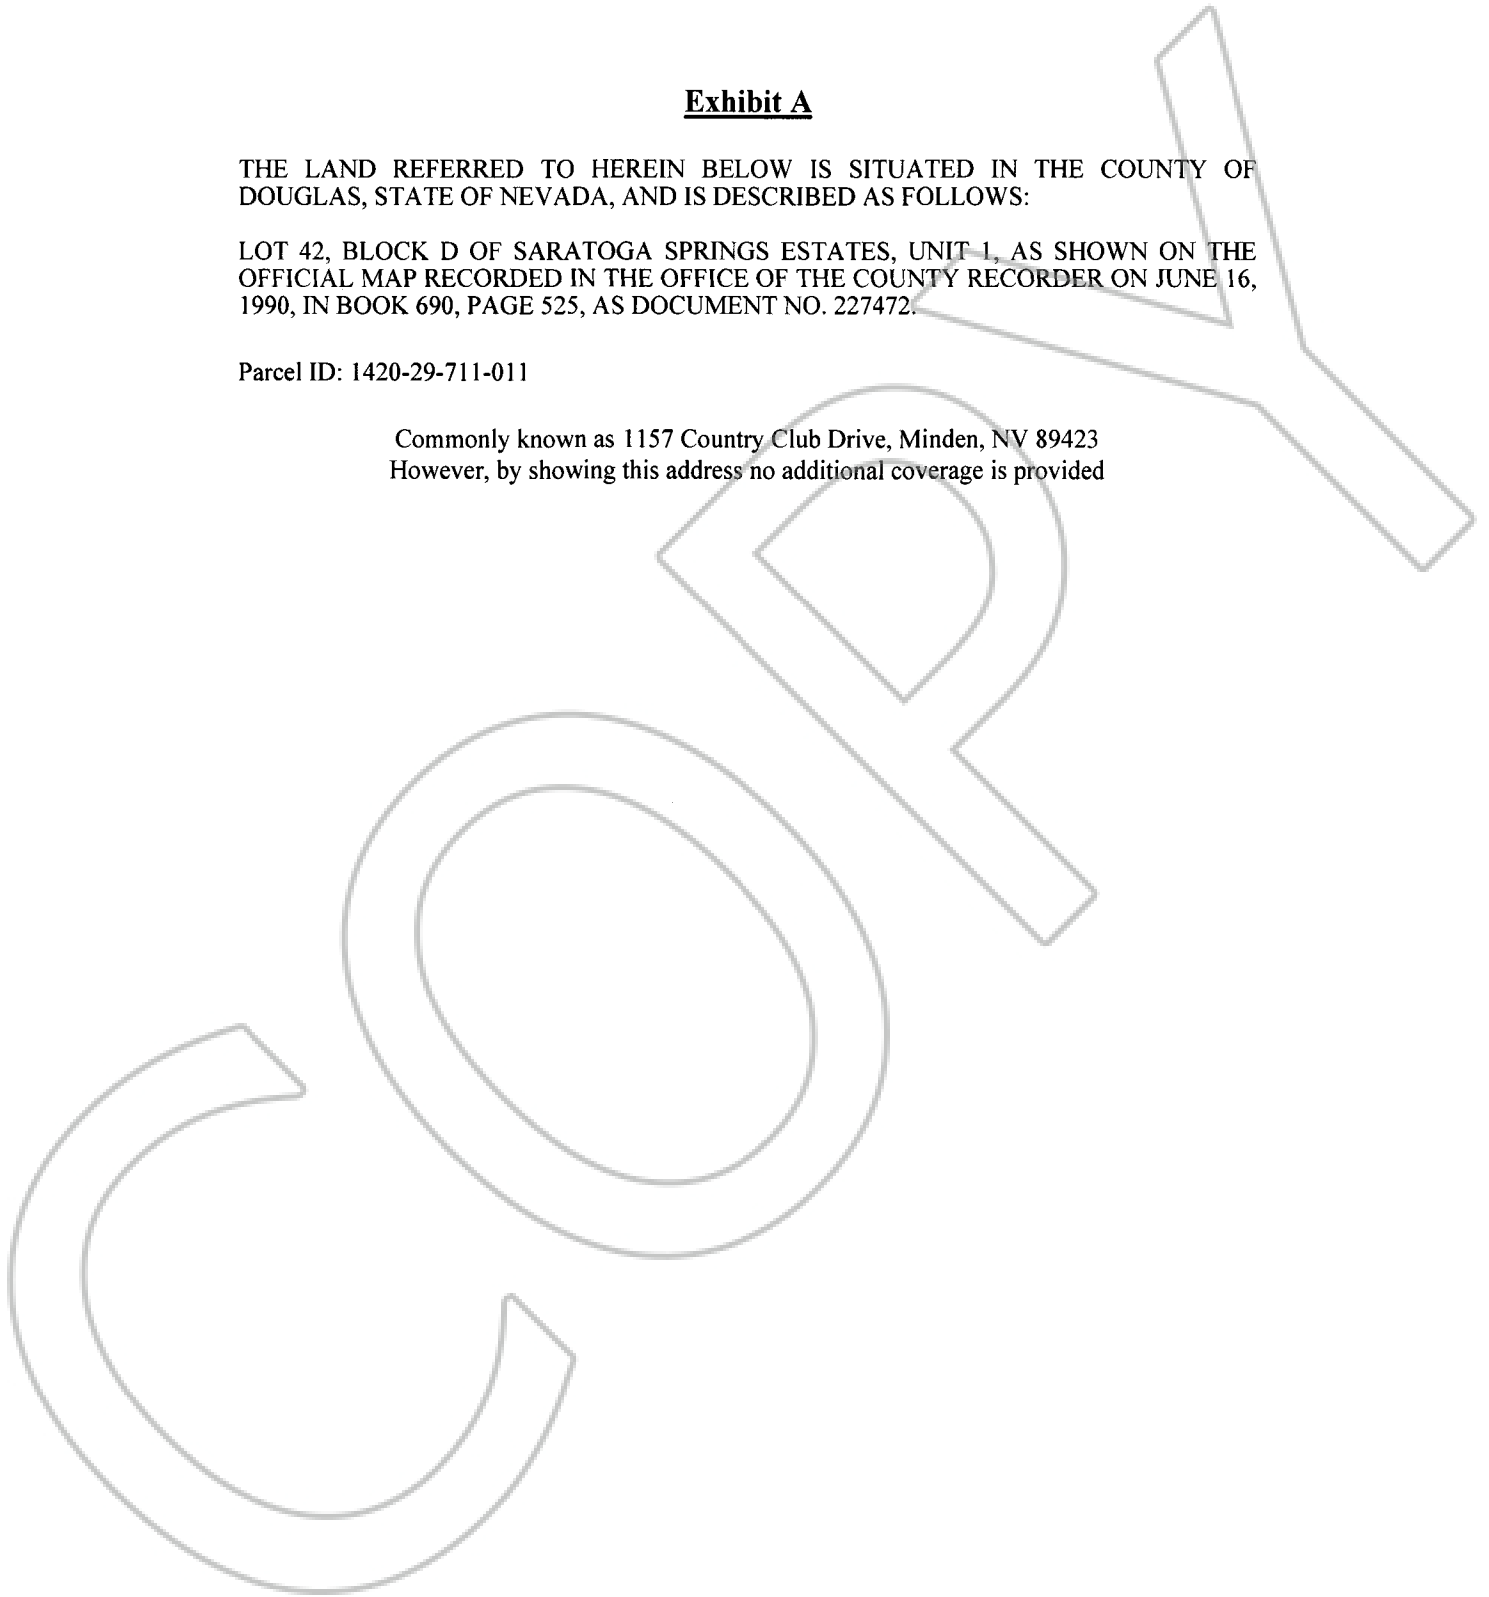 Exhibit A
THE LAND REFERRED TO HEREIN BELOW IS SITUATED IN THE COUNTY OF
DOUGLAS, STATE OF NEVADA, AND IS DESCRIBED AS FOLLOWS:
LOT 42, BLOCK D OF SARATOGA SPRINGS ESTATES, UNIT 1, AS SHOWN ON THE
OFFICIAL MAP RECORDED IN THE OFFICE OF THE COUNTY RECORDER ON JUNE 16,
1990, IN BOOK 690, PAGE 525, AS DOCUMENT NO. 227472.
Parcel ID: 1420-29-711-011
Commonly known as 1157 Country Club Drive, Minden, NV 89423
However, by showing this address no additional coverage is provided
COPY